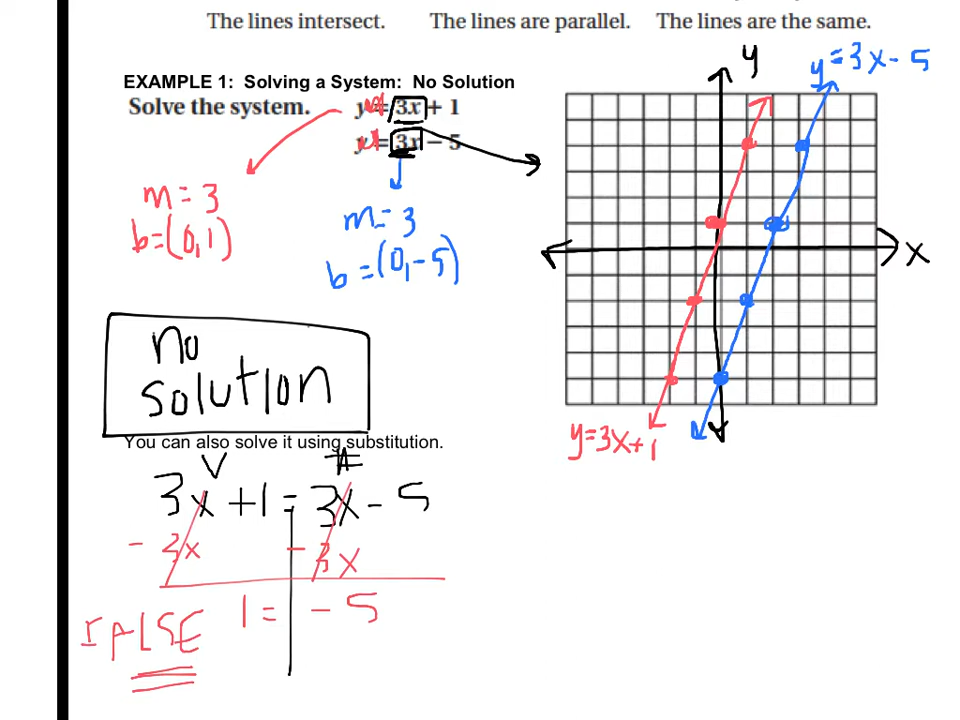 The lines intersect. The lines are parallel. The lines are the same.
y
y=3x-5
EXAMPLE 1: Solving a System: No Solution
Solve the system.
y = 3x + 1
y = 3x − 5
m = 3
b=(0,1)
m = 3
b = (0,-5)
x
y=3x+1
no
solution
You can also solve it using substitution.
3x +1 = 3x - 5
- 3x - 3x
1 = - 5
FALSE